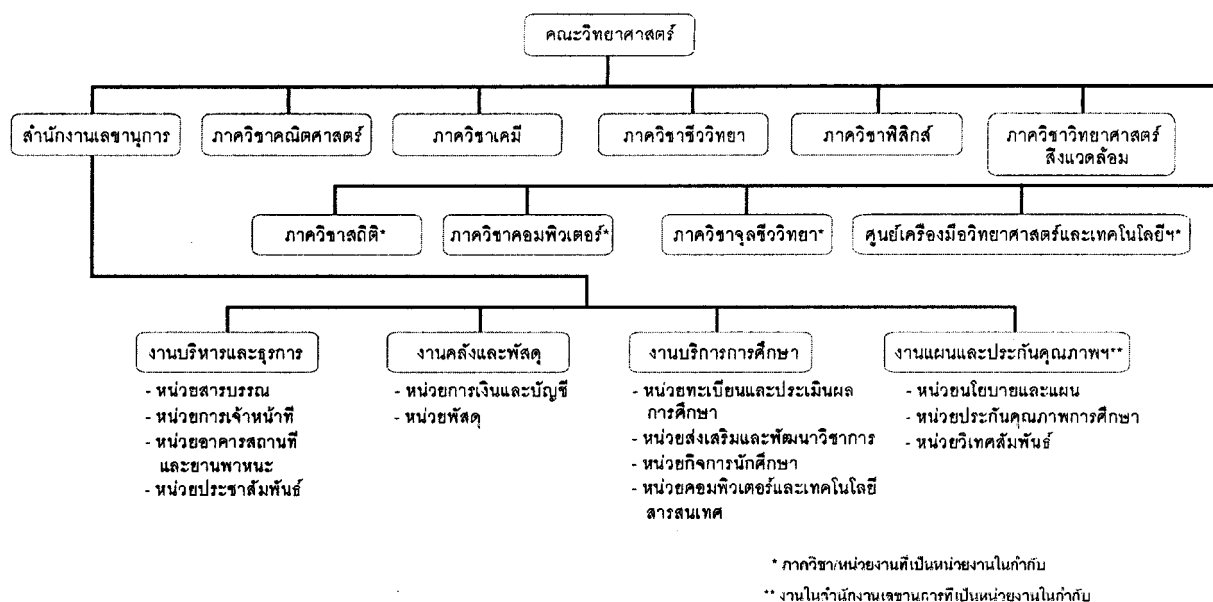 คณะวิทยาศาสตร์
สำนักงานเลขานุการ
ภาควิชาคณิตศาสตร์
ภาควิชาเคมี
ภาควิชาชีววิทยา
ภาควิชาฟิสิกส์
ภาควิชาวิทยาศาสตร์
สิ่งแวดล้อม
ภาควิชาสถิติ*
ภาควิชาคอมพิวเตอร์*
ภาควิชาจุลชีววิทยา*
ศูนย์เครื่องมือวิทยาศาสตร์และเทคโนโลยีฯ*
งานบริหารและธุรการ
- หน่วยสารบรรณ
- หน่วยการเจ้าหน้าที่
- หน่วยอาคารสถานที่
และยานพาหนะ
- หน่วยประชาสัมพันธ์
งานคลังและพัสดุ
- หน่วยการเงินและบัญชี
- หน่วยพัสดุ
งานบริการการศึกษา
- หน่วยทะเบียนและประเมินผล
การศึกษา
- หน่วยส่งเสริมและพัฒนาวิชาการ
- หน่วยกิจการนักศึกษา
- หน่วยคอมพิวเตอร์และเทคโนโลยี
สารสนเทศ
งานแผนและประกันคุณภาพฯ**
- หน่วยนโยบายและแผน
- หน่วยประกันคุณภาพการศึกษา
- หน่วยวิเทศสัมพันธ์
* ภาควิชา/หน่วยงานที่เป็นหน่วยงานในกำกับ
** งานในสำนักงานเลขานุการที่เป็นหน่วยงานในกำกับ